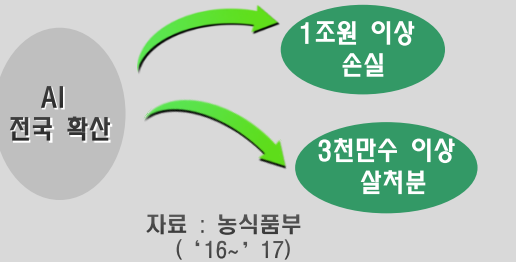 AI
전국 확산
1조원 이상
손실
3천만수 이상
살처분
자료 : 농식품부
( ‘16~’ 17)